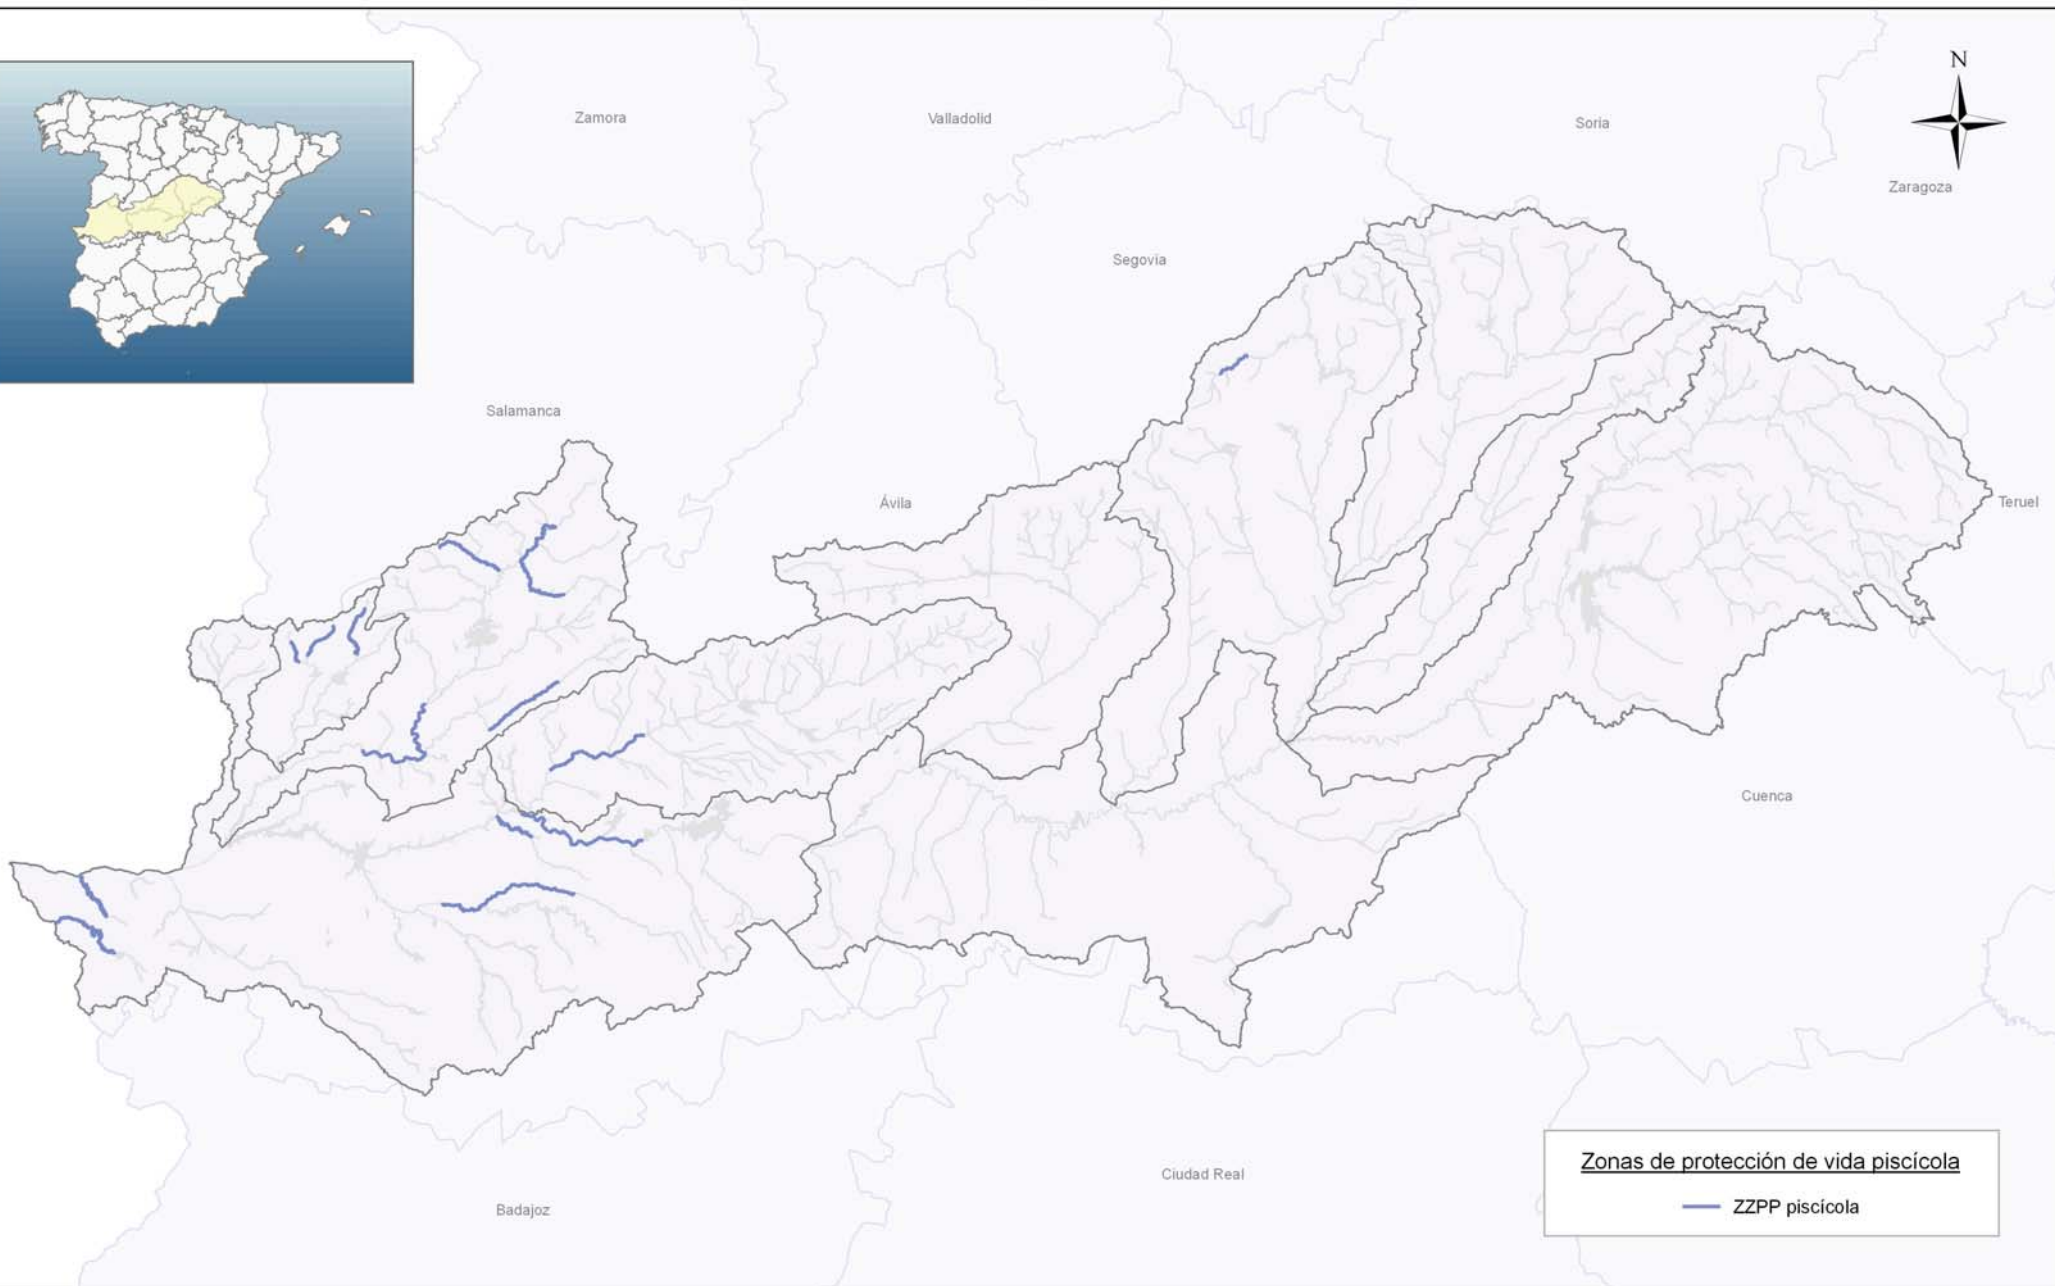 N
Zamora
Valladolid
Soria
Zaragoza
Segovia
Salamanca
Ávila
Teruel
Cuenca
Zonas de protección de vida piscícola
ZZPP piscícola
Ciudad Real
Badajoz